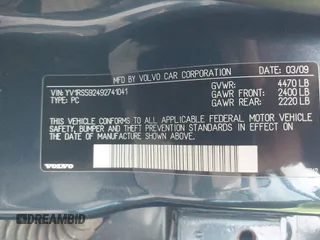 MFD BY VOLVO CAR CORPORATION DATE: 03/09
VIN: YV1RS592492741041 GVWR: 4470 LB
TYPE: PC GAWR FRONT: 2400 LB
GAWR REAR: 2220 LB
THIS VEHICLE CONFORMS TO ALL APPLICABLE FEDERAL MOTOR VEHICLE
SAFETY, BUMPER, AND THEFT PREVENTION STANDARDS IN EFFECT ON THE
DATE OF MANUFACTURE SHOWN ABOVE.
VOLVO
DREAMBID